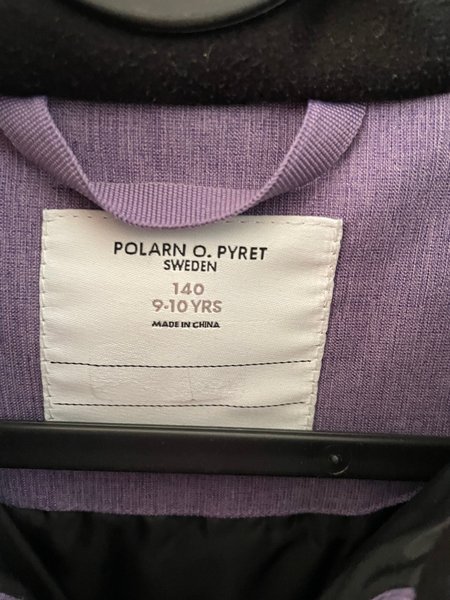 POLARN O. PYRET
SWEDEN
140
9-10 YRS
MADE IN CHINA